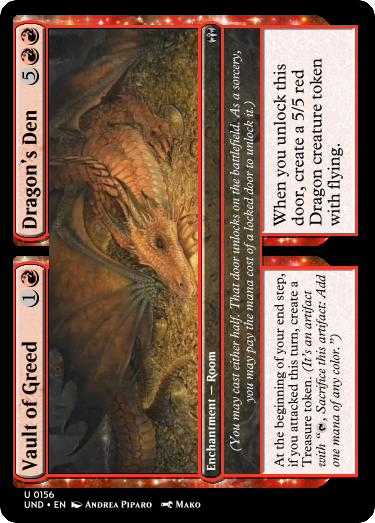 Vault of Greed 1
At the beginning of your end step,
if you attacked this turn, create a
Treasure token. (It's an artifact
with “, Sacrifice this artifact: Add
one mana of any color.”)
Dragon's Den 5
When you unlock this
door, create a 5/5 red
Dragon creature token
with flying.
Enchantment — Room
(You may cast either half. That door unlocks on the battlefield. As a sorcery,
you may pay the mana cost of a locked door to unlock it.)
U 0156
UND • EN Andrea Piparo Mako